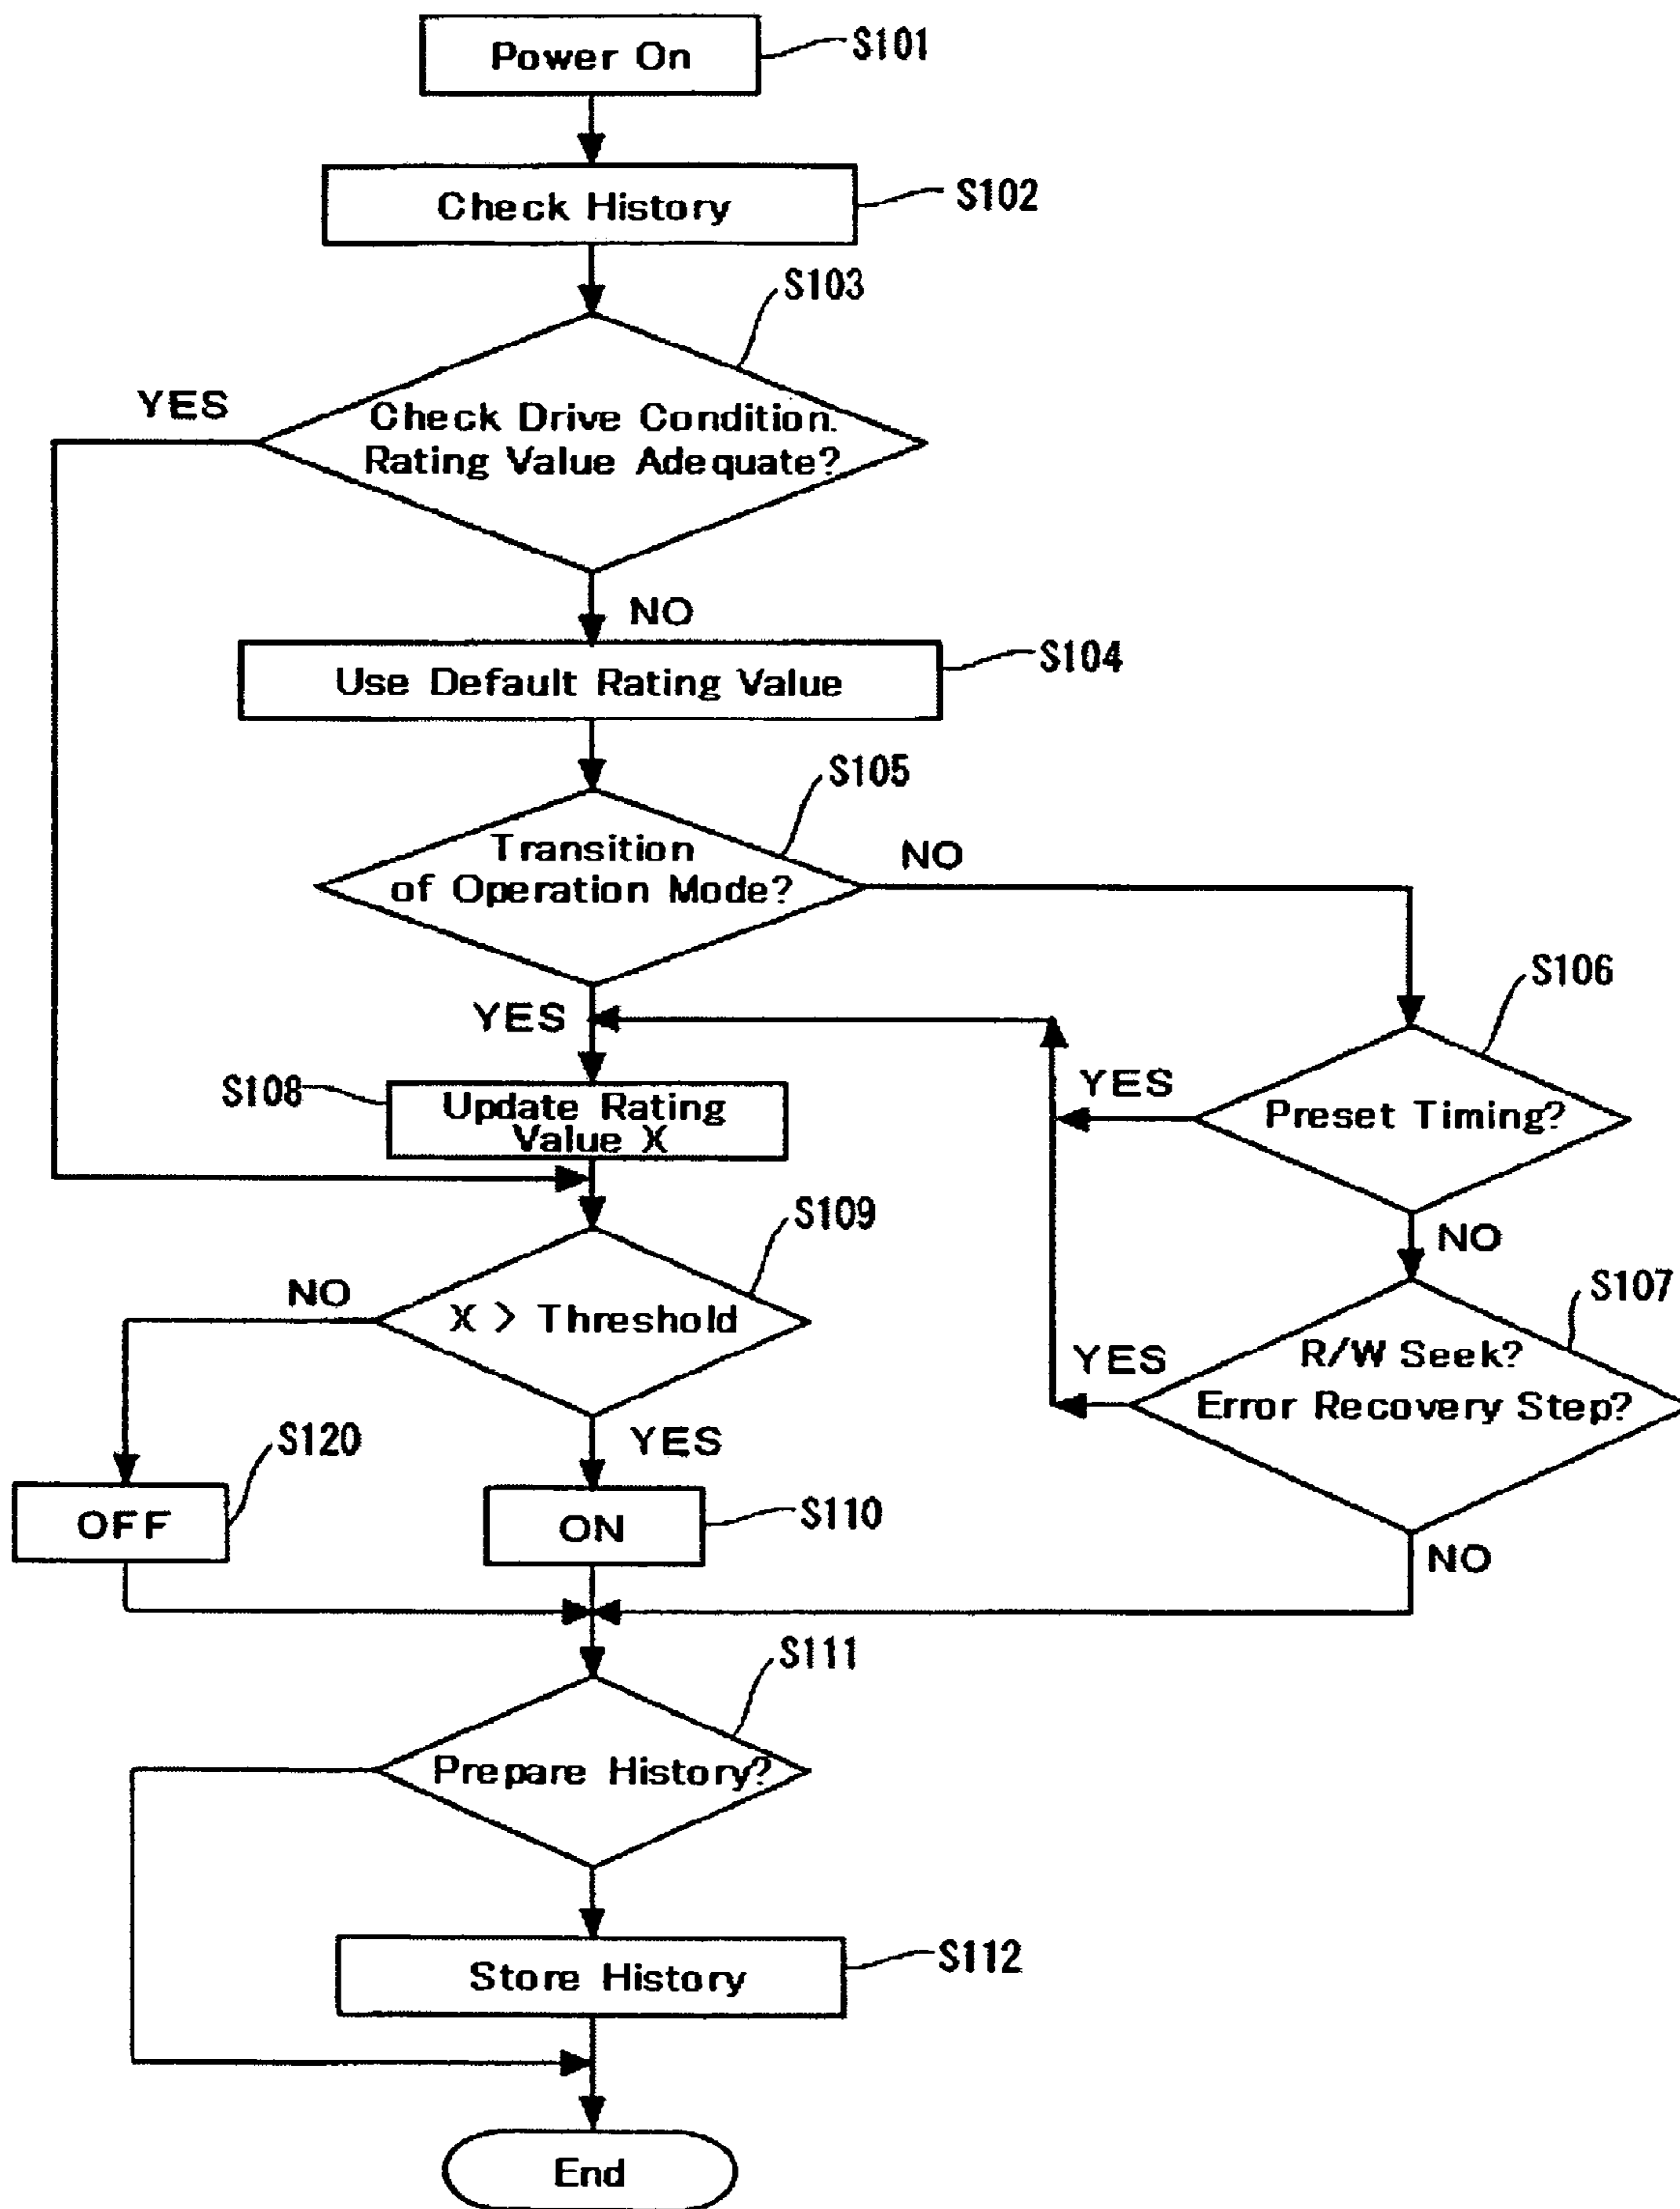 Power On
S101
Check History
S102
S103
YES
Check Drive Condition.
Rating Value Adequate?
NO
Use Default Rating Value
S104
S105
Transition
of Operation Mode?
NO
S106
YES
S108
Update Rating
Value X
YES
Preset Timing?
S109
NO
NO
X > Threshold
S107
YES
R/W Seek?
Error Recovery Step?
S120
YES
OFF
ON
S110
NO
S111
Prepare History?
Store History
S112
End